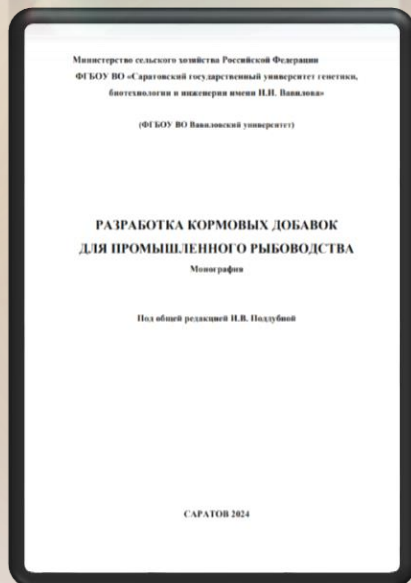 Министерство сельского хозяйства Российской Федерации
ФГБОУ ВО «Саратовский государственный университет генетики,
биотехнологии и инженерии имени Н.И. Вавилова»
(ФГБОУ ВО Вавиловский университет)
РАЗРАБОТКА КОРМОВЫХ ДОБАВОК
ДЛЯ ПРОМЫШЛЕННОГО РЫБОВОДСТВА
Монография
Под общей редакцией И.В. Поддубной
САРАТОВ 2024